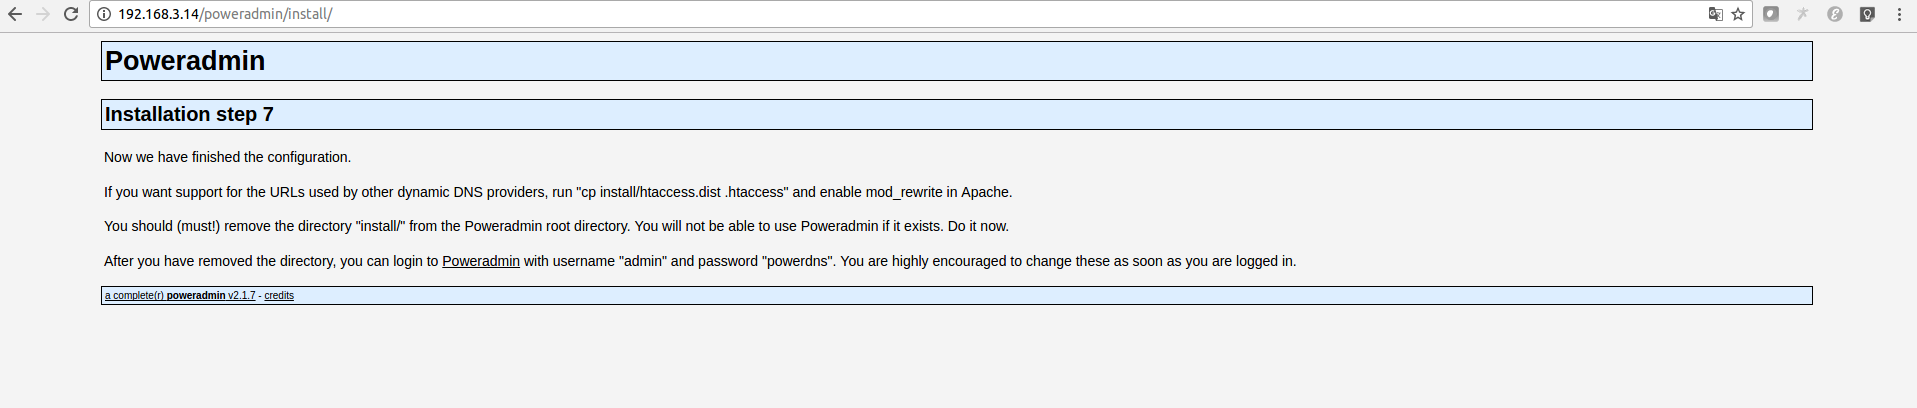 192.168.3.14/poweradmin/install/
Poweradmin
Installation step 7
Now we have finished the configuration.
If you want support for the URLs used by other dynamic DNS providers, run "cp install/htaccess.dist .htaccess" and enable mod_rewrite in Apache.
You should (must!) remove the directory "install/" from the Poweradmin root directory. You will not be able to use Poweradmin if it exists. Do it now.
After you have removed the directory, you can login to Poweradmin with username "admin" and password "powerdns". You are highly encouraged to change these as soon as you are logged in.
a complete(r) poweradmin v2.1.7 - credits